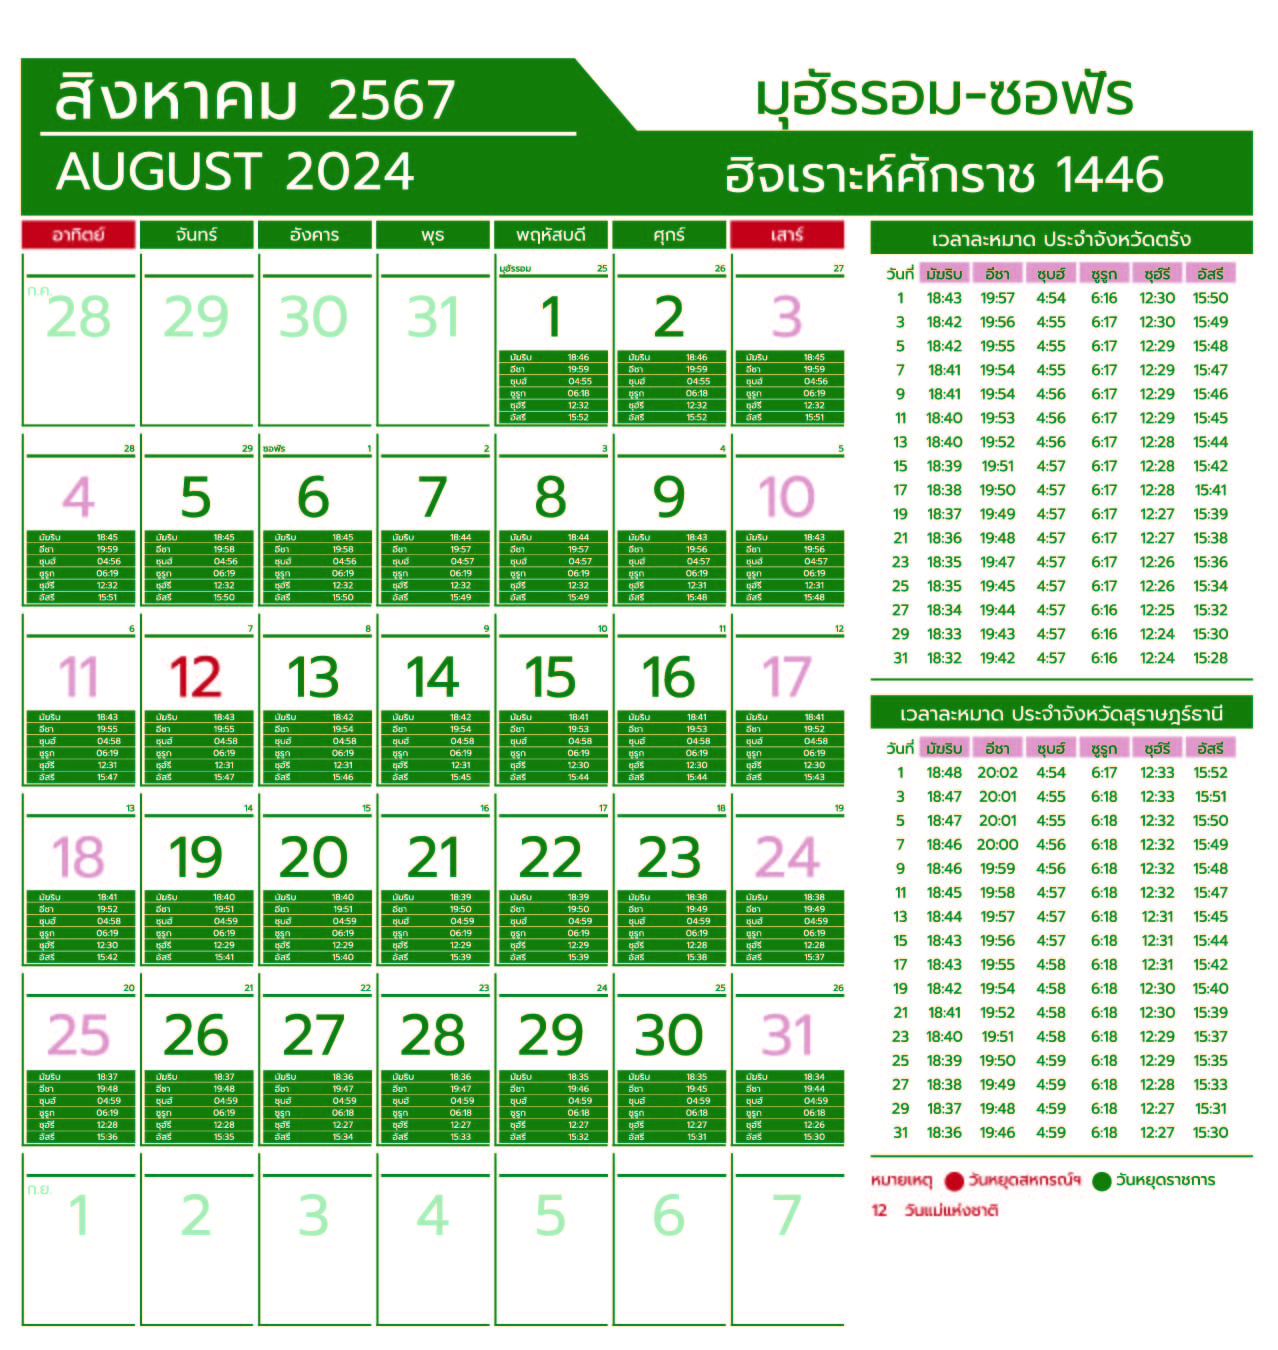 สิงหาคม 2567
มุฮัรรอม-ซอฟัร
AUGUST 2024
ฮิจเราะห์ศักราช 1446
อาทิตย์ จันทร์ อังคาร พุธ พฤหัสบดี ศุกร์ เสาร์
มุฮัรรอม 25 26 27
ก.ค.
28 29 30 31 1 2 3
มัฆริบ 18:46 มัฆริบ 18:46 มัฆริบ 18:45
อีซา 19:59 อีซา 19:59 อีซา 19:59
ซุบฮ์ 04:55 ซุบฮ์ 04:55 ซุบฮ์ 04:56
ซูรูก 06:18 ซูรูก 06:18 ซูรูก 06:19
ซุฮ์รี 12:32 ซุฮ์รี 12:32 ซุฮ์รี 12:32
อัสรี 15:52 อัสรี 15:52 อัสรี 15:51
28 29 ซอฟัร 1 2 3 4 5
4 5 6 7 8 9 10
มัฆริบ 18:45 มัฆริบ 18:45 มัฆริบ 18:45 มัฆริบ 18:44 มัฆริบ 18:44 มัฆริบ 18:43 มัฆริบ 18:43
อีซา 19:59 อีซา 19:58 อีซา 19:58 อีซา 19:57 อีซา 19:57 อีซา 19:56 อีซา 19:56
ซุบฮ์ 04:56 ซุบฮ์ 04:56 ซุบฮ์ 04:56 ซุบฮ์ 04:57 ซุบฮ์ 04:57 ซุบฮ์ 04:57 ซุบฮ์ 04:57
ซูรูก 06:19 ซูรูก 06:19 ซูรูก 06:19 ซูรูก 06:19 ซูรูก 06:19 ซูรูก 06:19 ซูรูก 06:19
ซุฮ์รี 12:32 ซุฮ์รี 12:32 ซุฮ์รี 12:32 ซุฮ์รี 12:32 ซุฮ์รี 12:32 ซุฮ์รี 12:31 ซุฮ์รี 12:31
อัสรี 15:51 อัสรี 15:50 อัสรี 15:50 อัสรี 15:49 อัสรี 15:49 อัสรี 15:48 อัสรี 15:48
6 7 8 9 10 11 12
11 12 13 14 15 16 17
มัฆริบ 18:43 มัฆริบ 18:43 มัฆริบ 18:42 มัฆริบ 18:42 มัฆริบ 18:41 มัฆริบ 18:41 มัฆริบ 18:41
อีซา 19:55 อีซา 19:55 อีซา 19:54 อีซา 19:54 อีซา 19:53 อีซา 19:53 อีซา 19:52
ซุบฮ์ 04:58 ซุบฮ์ 04:58 ซุบฮ์ 04:58 ซุบฮ์ 04:58 ซุบฮ์ 04:58 ซุบฮ์ 04:58 ซุบฮ์ 04:58
ซูรูก 06:19 ซูรูก 06:19 ซูรูก 06:19 ซูรูก 06:19 ซูรูก 06:19 ซูรูก 06:19 ซูรูก 06:19
ซุฮ์รี 12:31 ซุฮ์รี 12:31 ซุฮ์รี 12:31 ซุฮ์รี 12:31 ซุฮ์รี 12:30 ซุฮ์รี 12:30 ซุฮ์รี 12:30
อัสรี 15:47 อัสรี 15:47 อัสรี 15:46 อัสรี 15:45 อัสรี 15:44 อัสรี 15:44 อัสรี 15:43
13 14 15 16 17 18 19
18 19 20 21 22 23 24
มัฆริบ 18:41 มัฆริบ 18:40 มัฆริบ 18:40 มัฆริบ 18:39 มัฆริบ 18:39 มัฆริบ 18:38 มัฆริบ 18:38
อีซา 19:52 อีซา 19:51 อีซา 19:51 อีซา 19:50 อีซา 19:50 อีซา 19:49 อีซา 19:49
ซุบฮ์ 04:58 ซุบฮ์ 04:59 ซุบฮ์ 04:59 ซุบฮ์ 04:59 ซุบฮ์ 04:59 ซุบฮ์ 04:59 ซุบฮ์ 04:59
ซูรูก 06:19 ซูรูก 06:19 ซูรูก 06:19 ซูรูก 06:19 ซูรูก 06:19 ซูรูก 06:19 ซูรูก 06:19
ซุฮ์รี 12:30 ซุฮ์รี 12:29 ซุฮ์รี 12:29 ซุฮ์รี 12:29 ซุฮ์รี 12:29 ซุฮ์รี 12:28 ซุฮ์รี 12:28
อัสรี 15:42 อัสรี 15:41 อัสรี 15:40 อัสรี 15:39 อัสรี 15:39 อัสรี 15:38 อัสรี 15:37
20 21 22 23 24 25 26
25 26 27 28 29 30 31
มัฆริบ 18:37 มัฆริบ 18:37 มัฆริบ 18:36 มัฆริบ 18:36 มัฆริบ 18:35 มัฆริบ 18:35 มัฆริบ 18:34
อีซา 19:48 อีซา 19:48 อีซา 19:47 อีซา 19:47 อีซา 19:46 อีซา 19:45 อีซา 19:44
ซุบฮ์ 04:59 ซุบฮ์ 04:59 ซุบฮ์ 04:59 ซุบฮ์ 04:59 ซุบฮ์ 04:59 ซุบฮ์ 04:59 ซุบฮ์ 04:59
ซูรูก 06:19 ซูรูก 06:19 ซูรูก 06:18 ซูรูก 06:18 ซูรูก 06:18 ซูรูก 06:18 ซูรูก 06:18
ซุฮ์รี 12:28 ซุฮ์รี 12:28 ซุฮ์รี 12:27 ซุฮ์รี 12:27 ซุฮ์รี 12:27 ซุฮ์รี 12:27 ซุฮ์รี 12:26
อัสรี 15:36 อัสรี 15:35 อัสรี 15:34 อัสรี 15:33 อัสรี 15:32 อัสรี 15:31 อัสรี 15:30
ก.ย.
1 2 3 4 5 6 7
เวลาละหมาด ประจำจังหวัดตรัง
วันที่ มัฆริบ อีซา ซุบฮ์ ซูรูก ซุฮ์รี อัสรี
1 18:43 19:57 4:54 6:16 12:30 15:50
3 18:42 19:56 4:55 6:17 12:30 15:49
5 18:42 19:55 4:55 6:17 12:29 15:48
7 18:41 19:54 4:55 6:17 12:29 15:47
9 18:41 19:54 4:56 6:17 12:29 15:46
11 18:40 19:53 4:56 6:17 12:29 15:45
13 18:40 19:52 4:56 6:17 12:28 15:44
15 18:39 19:51 4:57 6:17 12:28 15:42
17 18:38 19:50 4:57 6:17 12:28 15:41
19 18:37 19:49 4:57 6:17 12:27 15:39
21 18:36 19:48 4:57 6:17 12:27 15:38
23 18:35 19:47 4:57 6:17 12:26 15:36
25 18:35 19:45 4:57 6:17 12:26 15:34
27 18:34 19:44 4:57 6:16 12:25 15:32
29 18:33 19:43 4:57 6:16 12:24 15:30
31 18:32 19:42 4:57 6:16 12:24 15:28
เวลาละหมาด ประจำจังหวัดสุราษฎร์ธานี
วันที่ มัฆริบ อีซา ซุบฮ์ ซูรูก ซุฮ์รี อัสรี
1 18:48 20:02 4:54 6:17 12:33 15:52
3 18:47 20:01 4:55 6:18 12:33 15:51
5 18:47 20:01 4:55 6:18 12:32 15:50
7 18:46 20:00 4:56 6:18 12:32 15:49
9 18:46 19:59 4:56 6:18 12:32 15:48
11 18:45 19:58 4:57 6:18 12:32 15:47
13 18:44 19:57 4:57 6:18 12:31 15:45
15 18:43 19:56 4:57 6:18 12:31 15:44
17 18:43 19:55 4:58 6:18 12:31 15:42
19 18:42 19:54 4:58 6:18 12:30 15:40
21 18:41 19:52 4:58 6:18 12:30 15:39
23 18:40 19:51 4:58 6:18 12:29 15:37
25 18:39 19:50 4:59 6:18 12:29 15:35
27 18:38 19:49 4:59 6:18 12:28 15:33
29 18:37 19:48 4:59 6:18 12:27 15:31
31 18:36 19:46 4:59 6:18 12:27 15:30
หมายเหตุ วันหยุดสหกรณ์ฯ วันหยุดราชการ
12 วันแม่แห่งชาติ